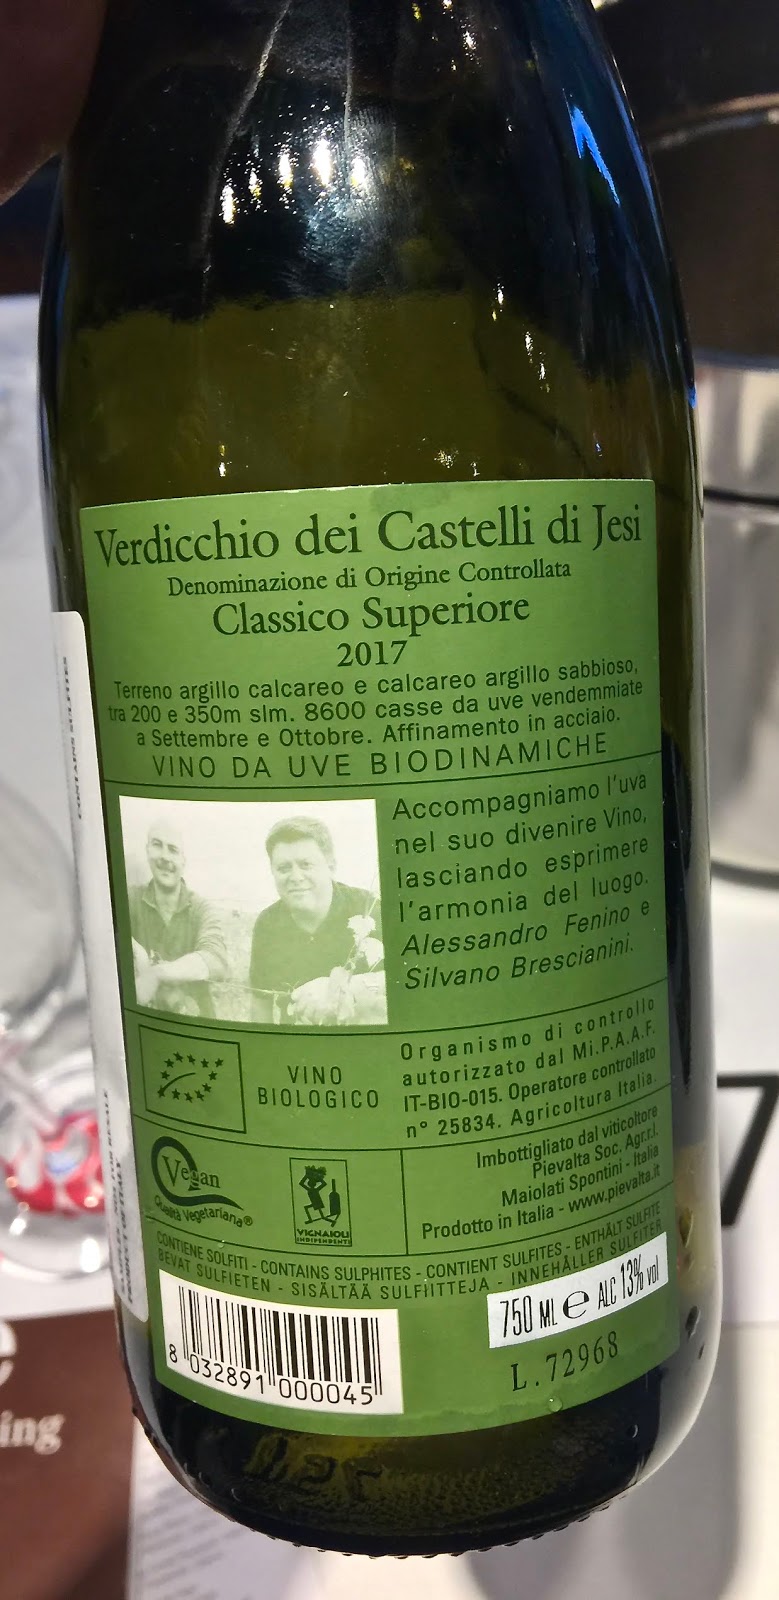 Verdicchio dei Castelli di Jesi
Denominazione di Origine Controllata
Classico Superiore
2017
Terreno argillo calcareo e calcareo argillo sabbioso,
tra 200 e 350m slm. 8600 casse da uve vendemmiate
a Settembre e Ottobre. Affinamento in acciaio.
VINO DA UVE BIODINAMICHE
Accompagniamo l'uva
nel suo divenire Vino,
lasciando esprimere
l'armonia del luogo.
Alessandro Fenino e
Silvano Brescianini.
VINO
BIOLOGICO
Organismo di controllo
autorizzato dal Mi.P.A.A.F.
IT-BIO-015. Operatore controllato
n° 25834. Agricoltura Italia.
Vegan
Qualità Vegetariana®
VIGNAIOLI
INDIPENDENTI
Imbottigliato dal viticoltore
Pievalta Soc. Agr.r.l.
Maiolati Spontini - Italia
Prodotto in Italia - www.pievalta.it
CONTIENE SOLFITI - CONTAINS SULPHITES - CONTIENT SULFITES - ENTHÄLT SULFITE
BEVAT SULFIETEN - SISÄLTÄÄ SULFIITTEJA - INNEHÅLLER SULFITER
750 ML e ALC 13% vol
8 032891 000045
L.72968
CONTAINS SULPHITES
ing